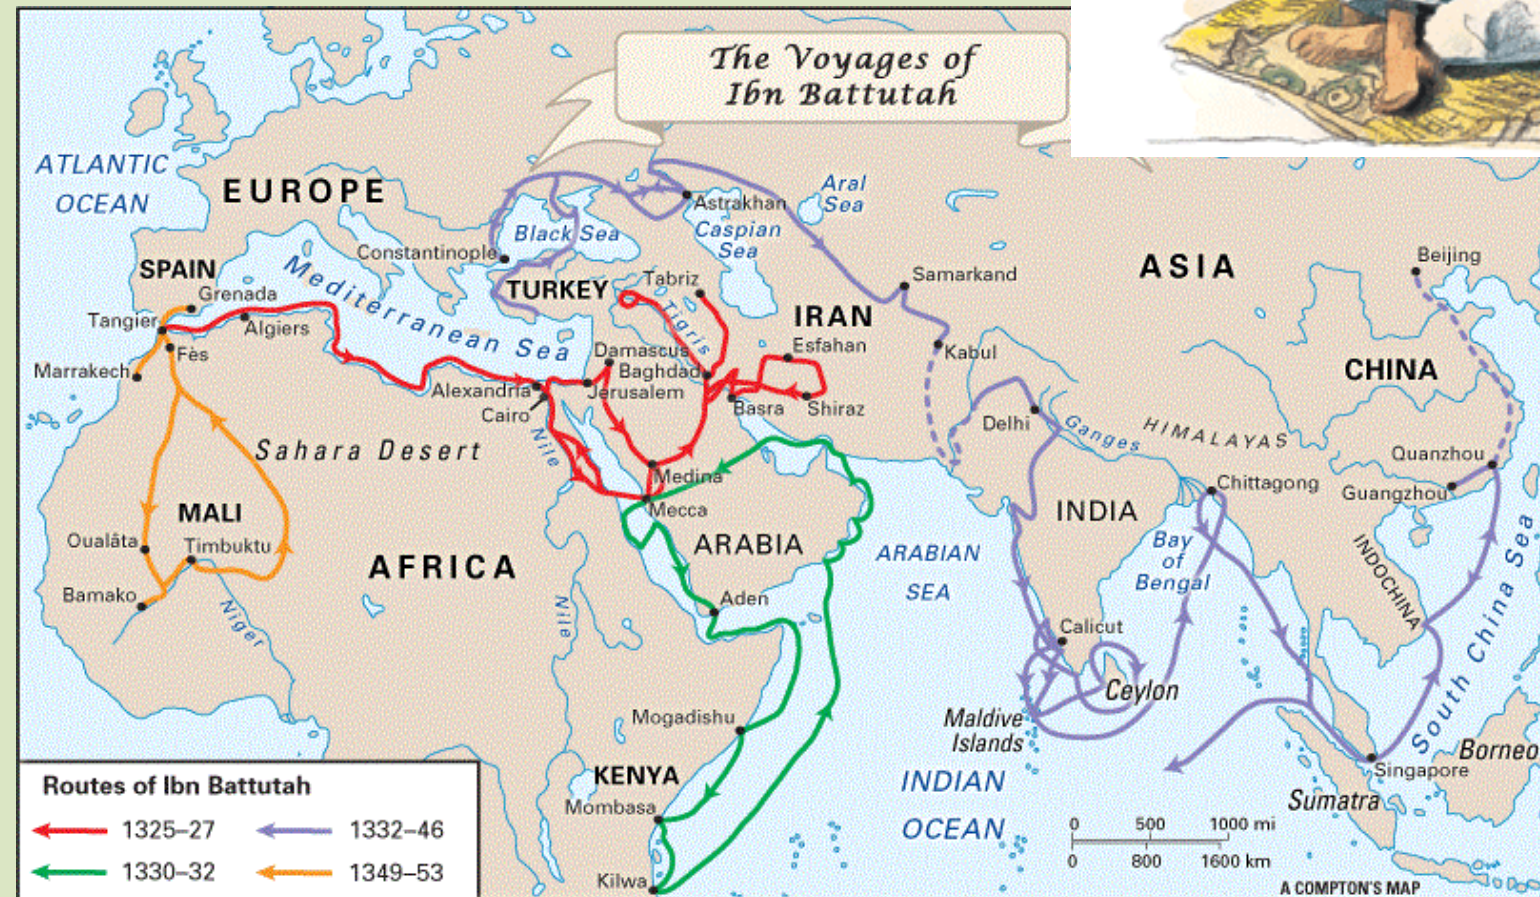 The Voyages of
Ibn Battutah
ATLANTIC
OCEAN
EUROPE
Aral
Sea
Astrakhan
Black Sea
Caspian
Sea
Constantinople
ASIA
Beijing
SPAIN
Mediterranean Sea
TURKEY
Tabriz
Samarkand
Grenada
Tangier
Algiers
Tigris
IRAN
Esfahan
Fès
Marrakech
Damascus
Baghdad
Kabul
CHINA
Alexandria
Jerusalem
Cairo
Basra
Shiraz
Delhi
Ganges
HIMALAYAS
Sahara Desert
Nile
Medina
Quanzhou
Chittagong
Guangzhou
MALI
Mecca
INDIA
Oualâta
Timbuktu
ARABIA
ARABIAN
SEA
Bay
of
Bengal
INDOCHINA
AFRICA
Bamako
Niger
Nile
Aden
Calicut
South China Sea
Ceylon
Mogadishu
Maldive
Islands
Borneo
Singapore
KENYA
INDIAN
OCEAN
Mombasa
Sumatra
Kilwa
Routes of Ibn Battutah
1325–27
1332–46
1330–32
1349–53
0 500 1000 mi
0 800 1600 km
A COMPTON'S MAP